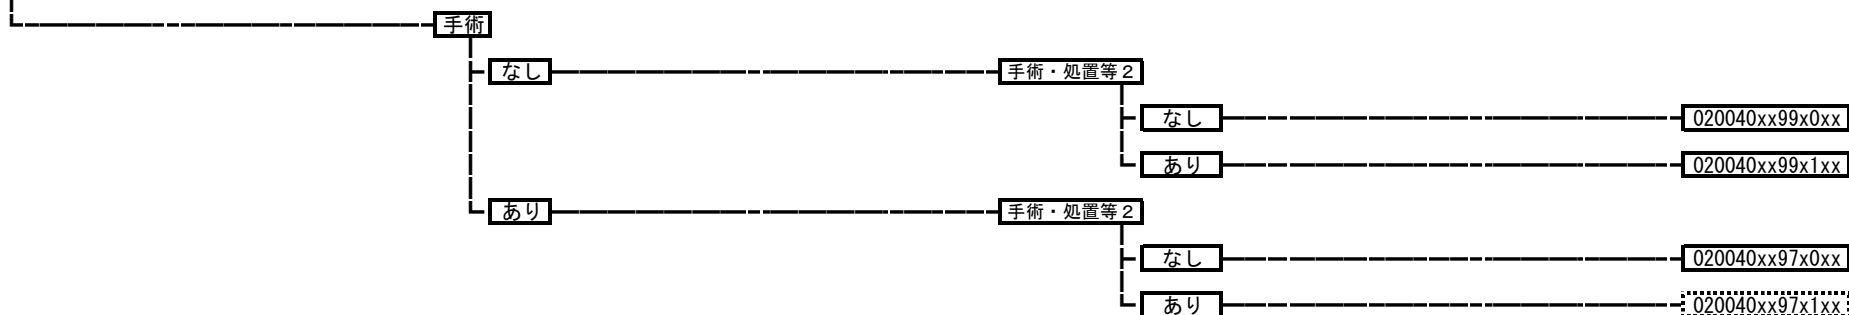 手術
なし 手術・処置等２
なし 020040xx99x0xx
あり 020040xx99x1xx
あり 手術・処置等２
なし 020040xx97x0xx
あり 020040xx97x1xx